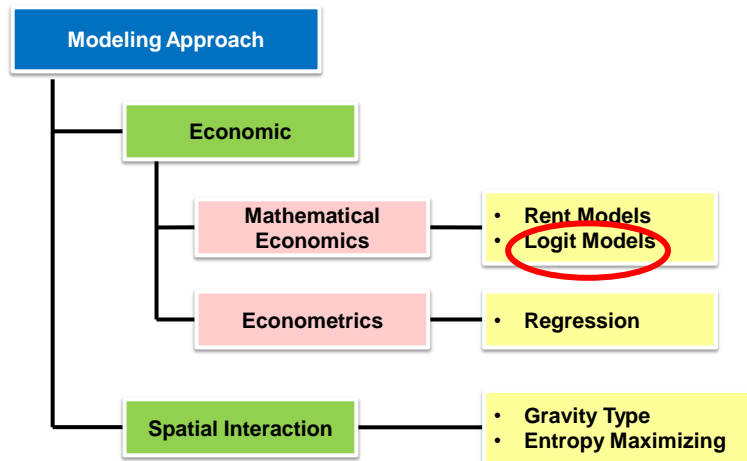 Modeling Approach
Economic
Mathematical
Economics
• Rent Models
• Logit Models
Econometrics
• Regression
Spatial Interaction
• Gravity Type
• Entropy Maximizing